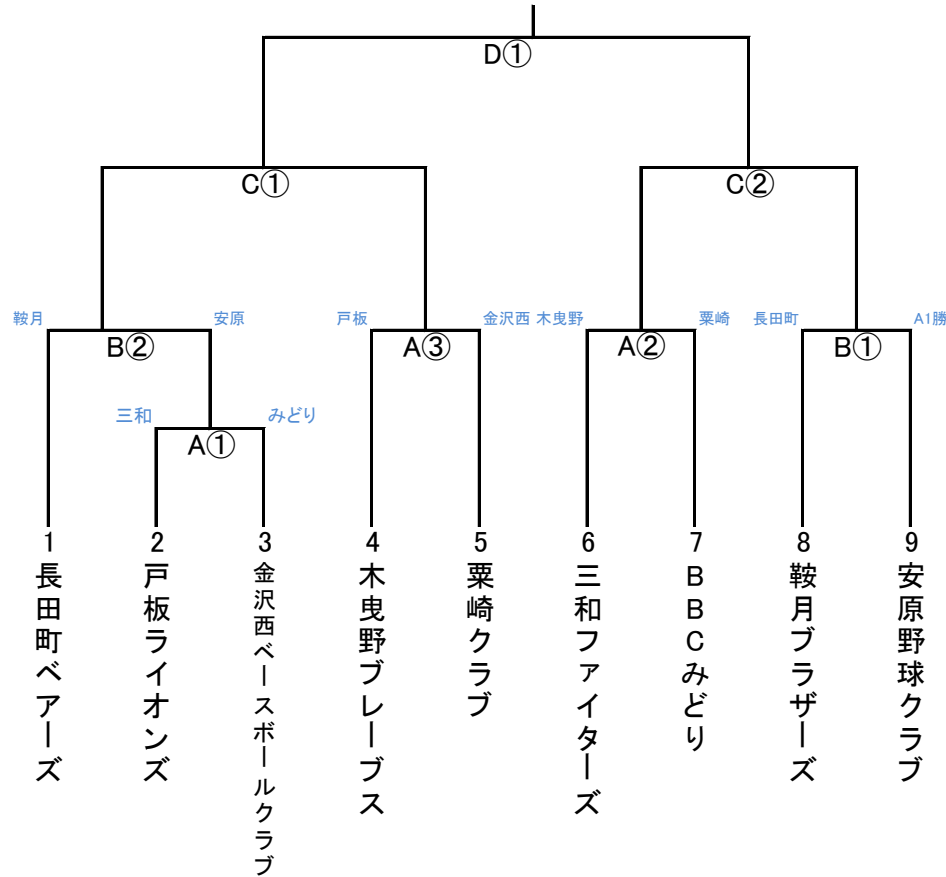 D①
C①
C②
鞍月
安原
戸板
金沢西
木曳野
粟崎
長田町
A1勝
B②
A③
A②
B①
三和
みどり
A①
1
長田町ベアーズ
2
戸板ライオンズ
3
金沢西ベースボールクラブ
4
木曳野ブレーブス
5
粟崎クラブ
6
三和ファイターズ
7
BBCみどり
8
鞍月ブラザーズ
9
安原野球クラブ